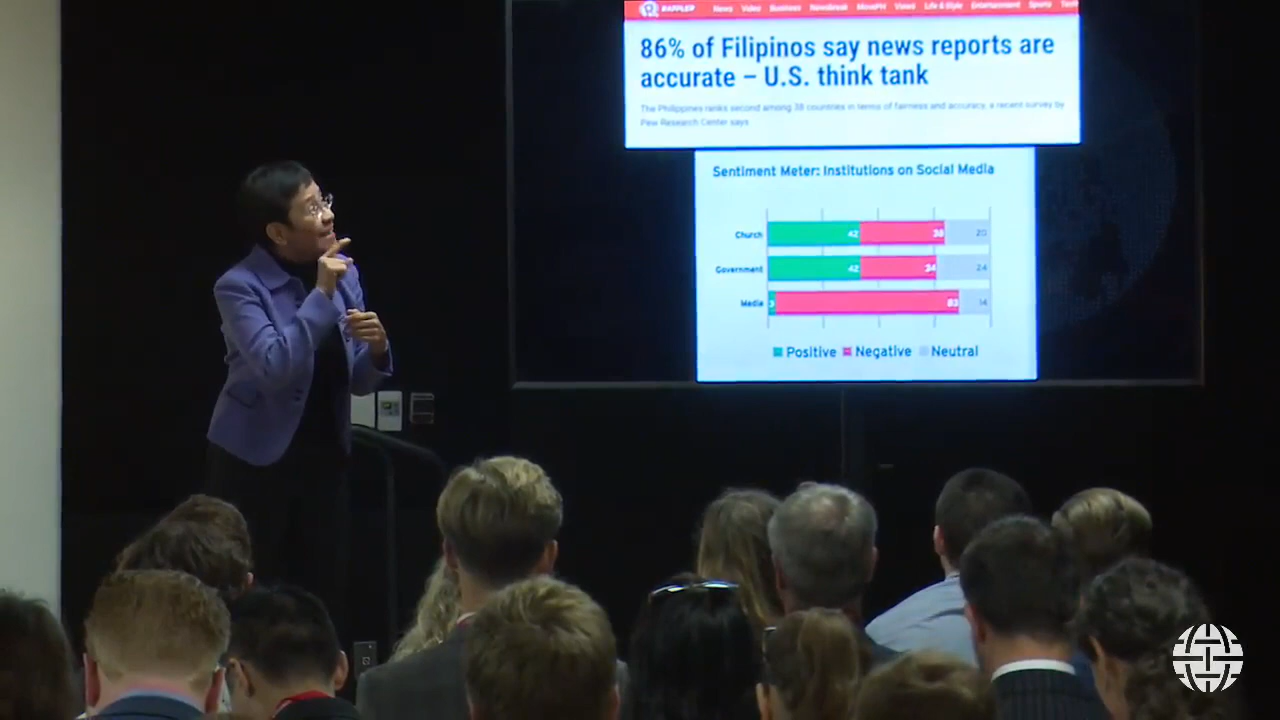 RAPPLER News Video Business Newsbreak MovePH Views Life & Style Entertainment Sports Tech
86% of Filipinos say news reports are
accurate – U.S. think tank
The Philippines ranks second among 38 countries in terms of fairness and accuracy, a recent survey by
Pew Research Center says
Sentiment Meter: Institutions on Social Media
Church 42 38 20
Government 42 34 24
Media 3 83 14
Positive Negative Neutral